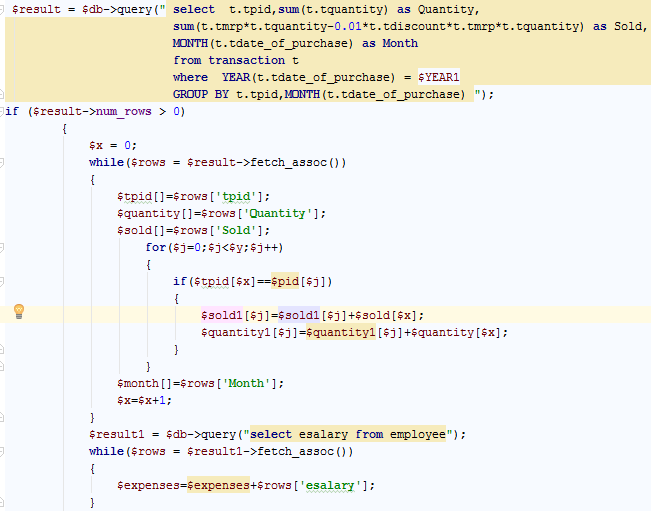 $result = $db->query(" select  t.tpid,sum(t.tquantity) as Quantity,
sum(t.tmrp*t.tquantity-0.01*t.tdiscount*t.tmrp*t.tquantity) as Sold,
MONTH(t.tdate_of_purchase) as Month
from transaction t
where  YEAR(t.tdate_of_purchase) = $YEAR1
GROUP BY t.tpid,MONTH(t.tdate_of_purchase) ");
if ($result->num_rows > 0)
{
$x = 0;
while($rows = $result->fetch_assoc())
{
$tpid[]=$rows['tpid'];
$quantity[]=$rows['Quantity'];
$sold[]=$rows['Sold'];
for($j=0;$j<$y;$j++)
{
if($tpid[$x]==$pid[$j])
{
$sold1[$j]=$sold1[$j]+$sold[$x];
$quantity1[$j]=$quantity1[$j]+$quantity[$x];
}
}
$month[]=$rows['Month'];
$x=$x+1;
}
$result1 = $db->query("select esalary from employee");
while($rows = $result1->fetch_assoc())
{
$expenses=$expenses+$rows['esalary'];
}